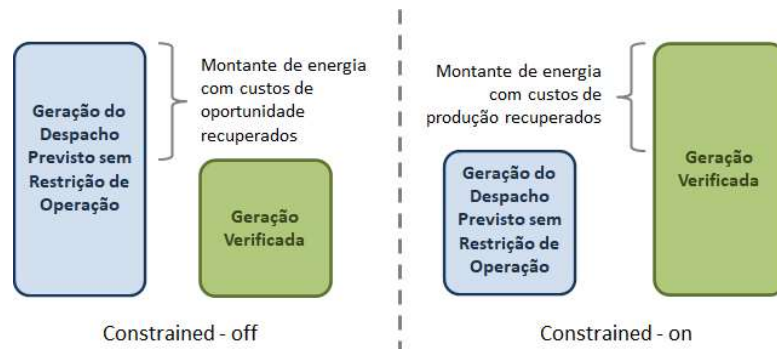 Geração do
Despacho
Previsto sem
Restrição de
Operação
Montante de energia
com custos de
oportunidade
recuperados
Geração
Verificada
Constrained - off
Montante de energia
com custos de
produção recuperados
Geração do
Despacho
Previsto sem
Restrição de
Operação
Geração
Verificada
Constrained - on